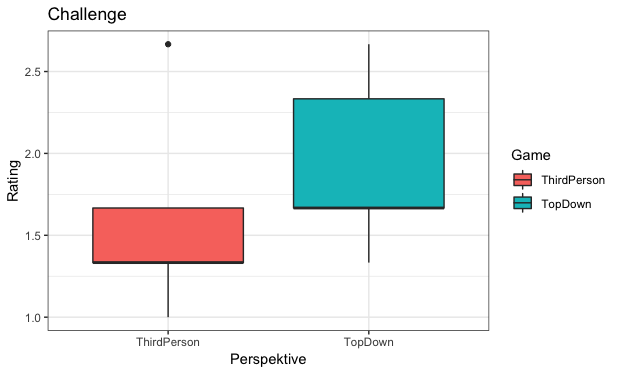 Challenge
Rating
2.5
2.0
1.5
1.0
ThirdPerson
TopDown
Perspektive
Game
ThirdPerson
TopDown